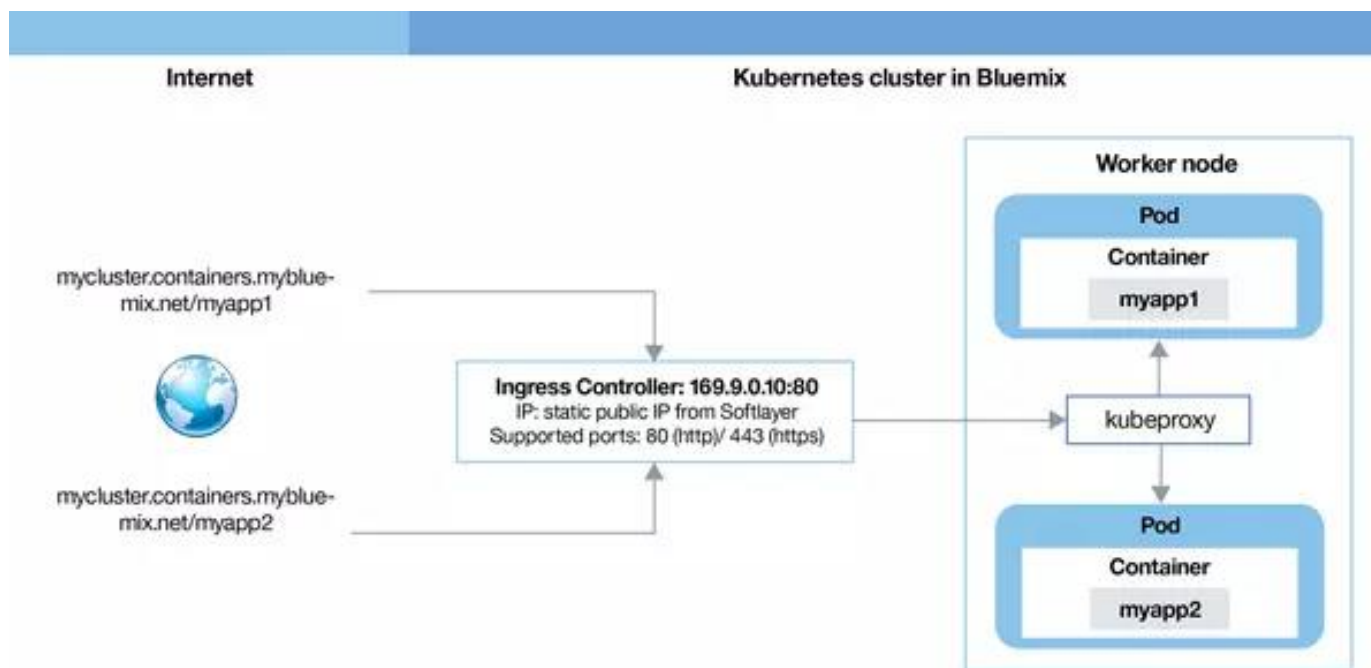 Internet
Kubernetes cluster in Bluemix
Worker node
Pod
Container
myapp1
mycluster.containers.myblue-
mix.net/myapp1
Ingress Controller: 169.9.0.10:80
IP: static public IP from Softlayer
Supported ports: 80 (http)/ 443 (https)
kubeproxy
mycluster.containers.myblue-
mix.net/myapp2
Pod
Container
myapp2